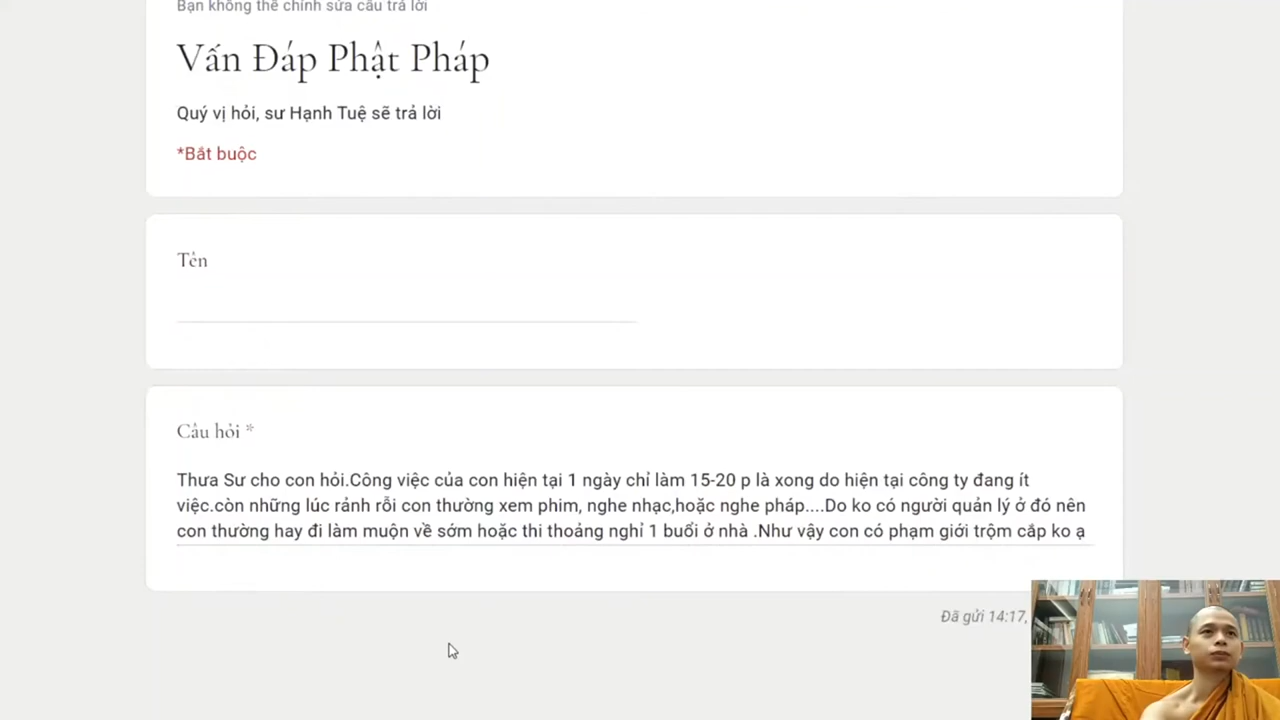 Bạn không thể chỉnh sửa câu trả lời
Vấn Đáp Phật Pháp
Quý vị hỏi, sư Hạnh Tuệ sẽ trả lời
*Bắt buộc
Tên
Câu hỏi *
Thưa Sư cho con hỏi.Công việc của con hiện tại 1 ngày chỉ làm 15-20 p là xong do hiện tại công ty đang ít
việc.còn những lúc rảnh rỗi con thường xem phim, nghe nhạc,hoặc nghe pháp....Do ko có người quản lý ở đó nên
con thường hay đi làm muộn về sớm hoặc thi thoảng nghỉ 1 buổi ở nhà .Như vậy con có phạm giới trộm cắp ko ạ
Đã gửi 14:17,